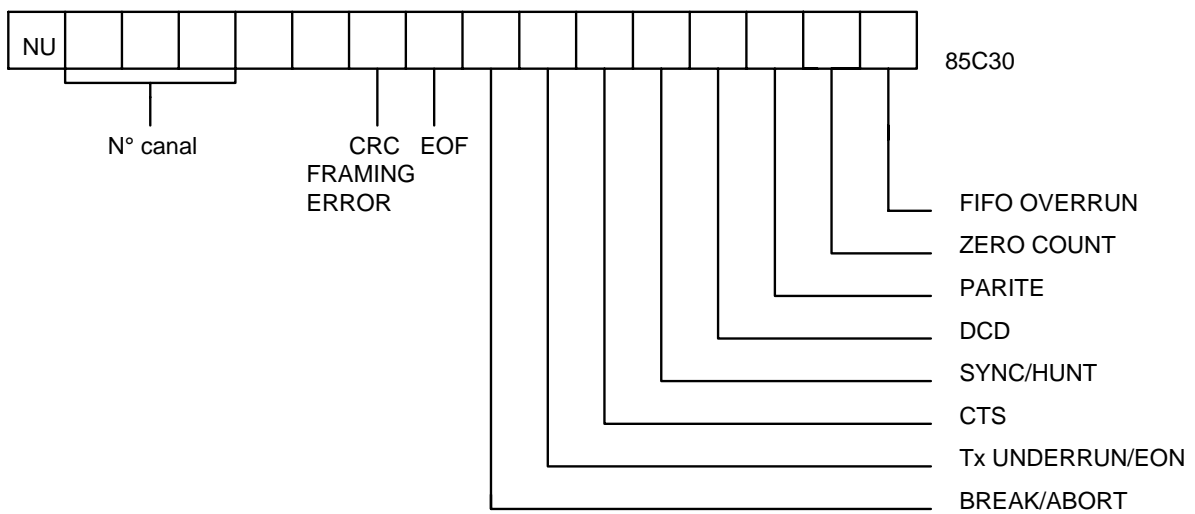 NU
85C30
N° canal
CRC
FRAMING
ERROR
EOF
FIFO OVERRUN
ZERO COUNT
PARITE
DCD
SYNC/HUNT
CTS
Tx UNDERRUN/EON
BREAK/ABORT